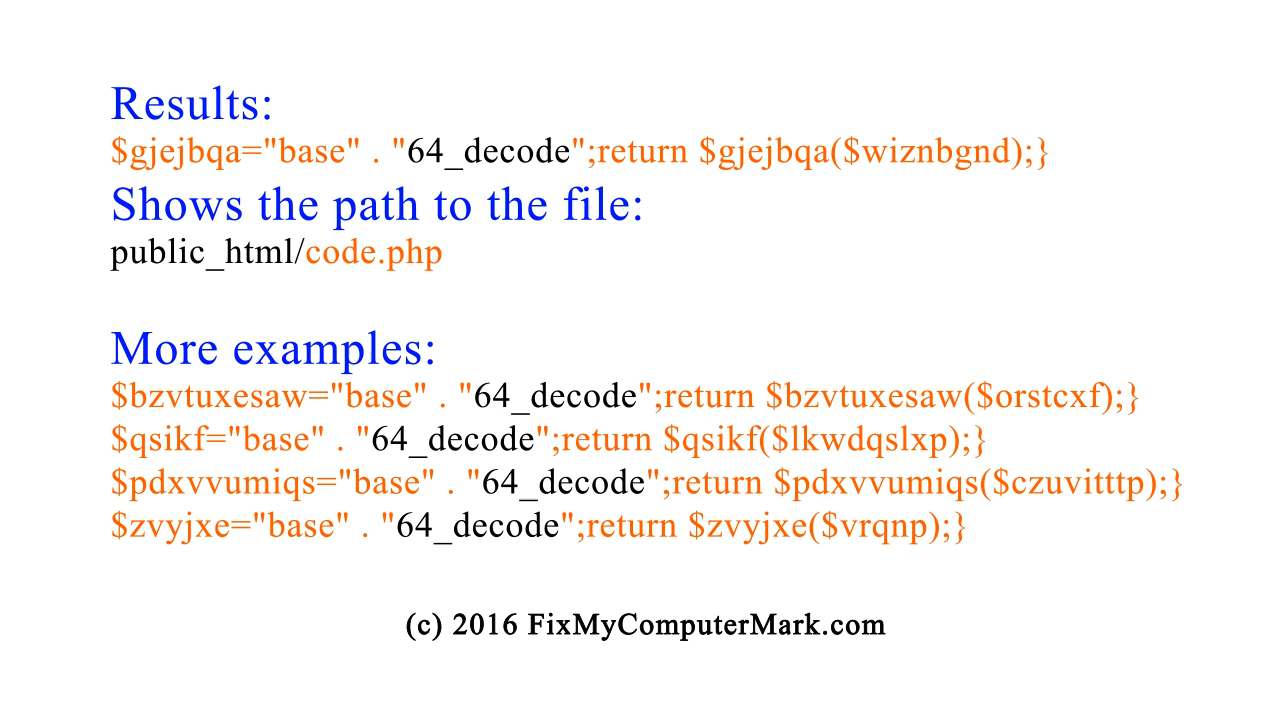 Results:
$gjejbqa="base" . "64_decode";return $gjejbqa($wiznbgnd);}
Shows the path to the file:
public_html/code.php
More examples:
$bzvtuxesaw="base" . "64_decode";return $bzvtuxesaw($orstcxf);}
$qsikf="base" . "64_decode";return $qsikf($lkwdqslxp);}
$pdxvvumiqs="base" . "64_decode";return $pdxvvumiqs($czuvitttp);}
$zvyjxe="base" . "64_decode";return $zvyjxe($vrqnp);}
(c) 2016 FixMyComputerMark.com